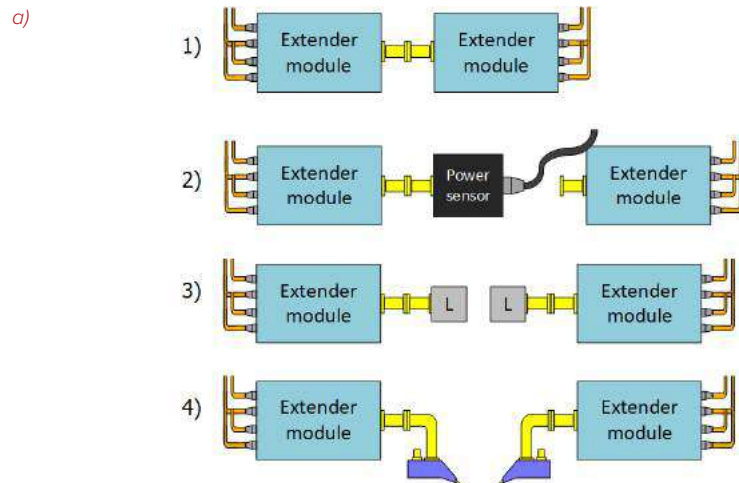 a)
1)
Extender
module
Extender
module
2)
Extender
module
Power
sensor
Extender
module
3)
Extender
module
L
L
Extender
module
4)
Extender
module
Extender
module